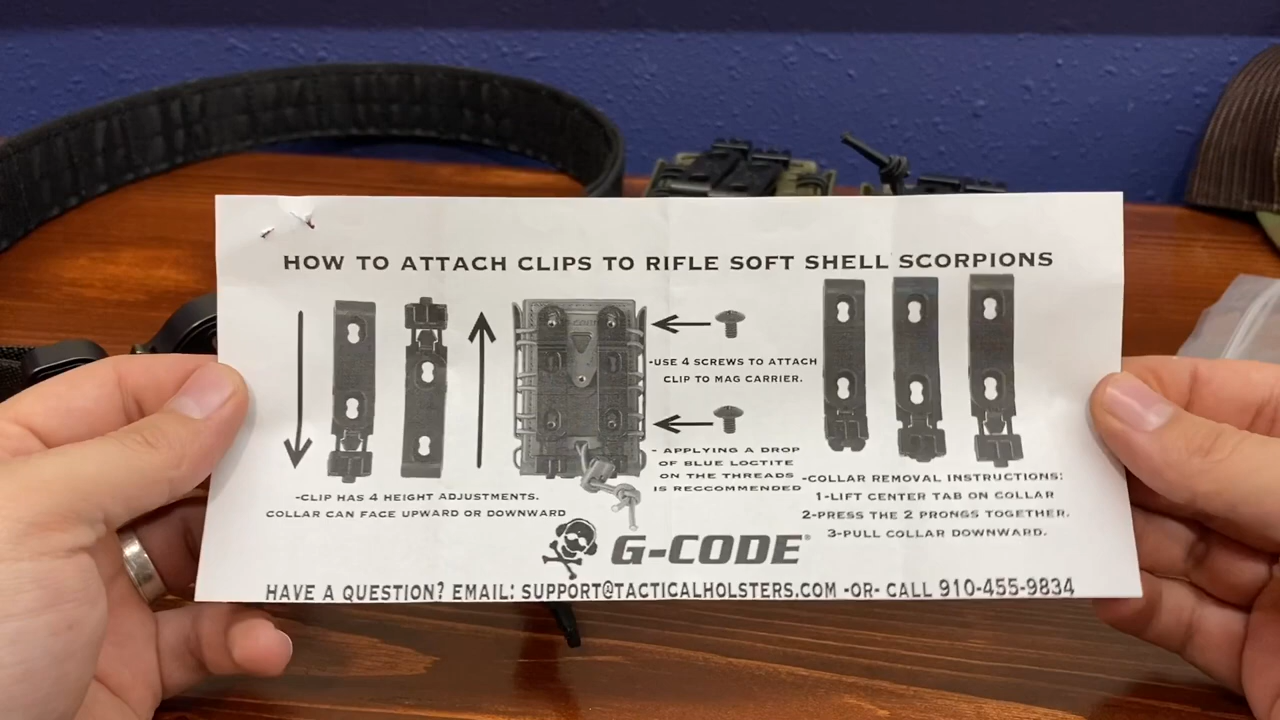 HOW TO ATTACH CLIPS TO RIFLE SOFT SHELL SCORPIONS
-USE 4 SCREWS TO ATTACH
CLIP TO MAG CARRIER.
- APPLYING A DROP
OF BLUE LOCTITE
ON THE THREADS
IS RECCOMMENDED
-CLIP HAS 4 HEIGHT ADJUSTMENTS.
COLLAR CAN FACE UPWARD OR DOWNWARD
-COLLAR REMOVAL INSTRUCTIONS:
1-LIFT CENTER TAB ON COLLAR
2-PRESS THE 2 PRONGS TOGETHER.
3-PULL COLLAR DOWNWARD.
G-CODE®
HAVE A QUESTION? EMAIL: SUPPORT@TACTICALHOLSTERS.COM -OR- CALL 910-455-9834